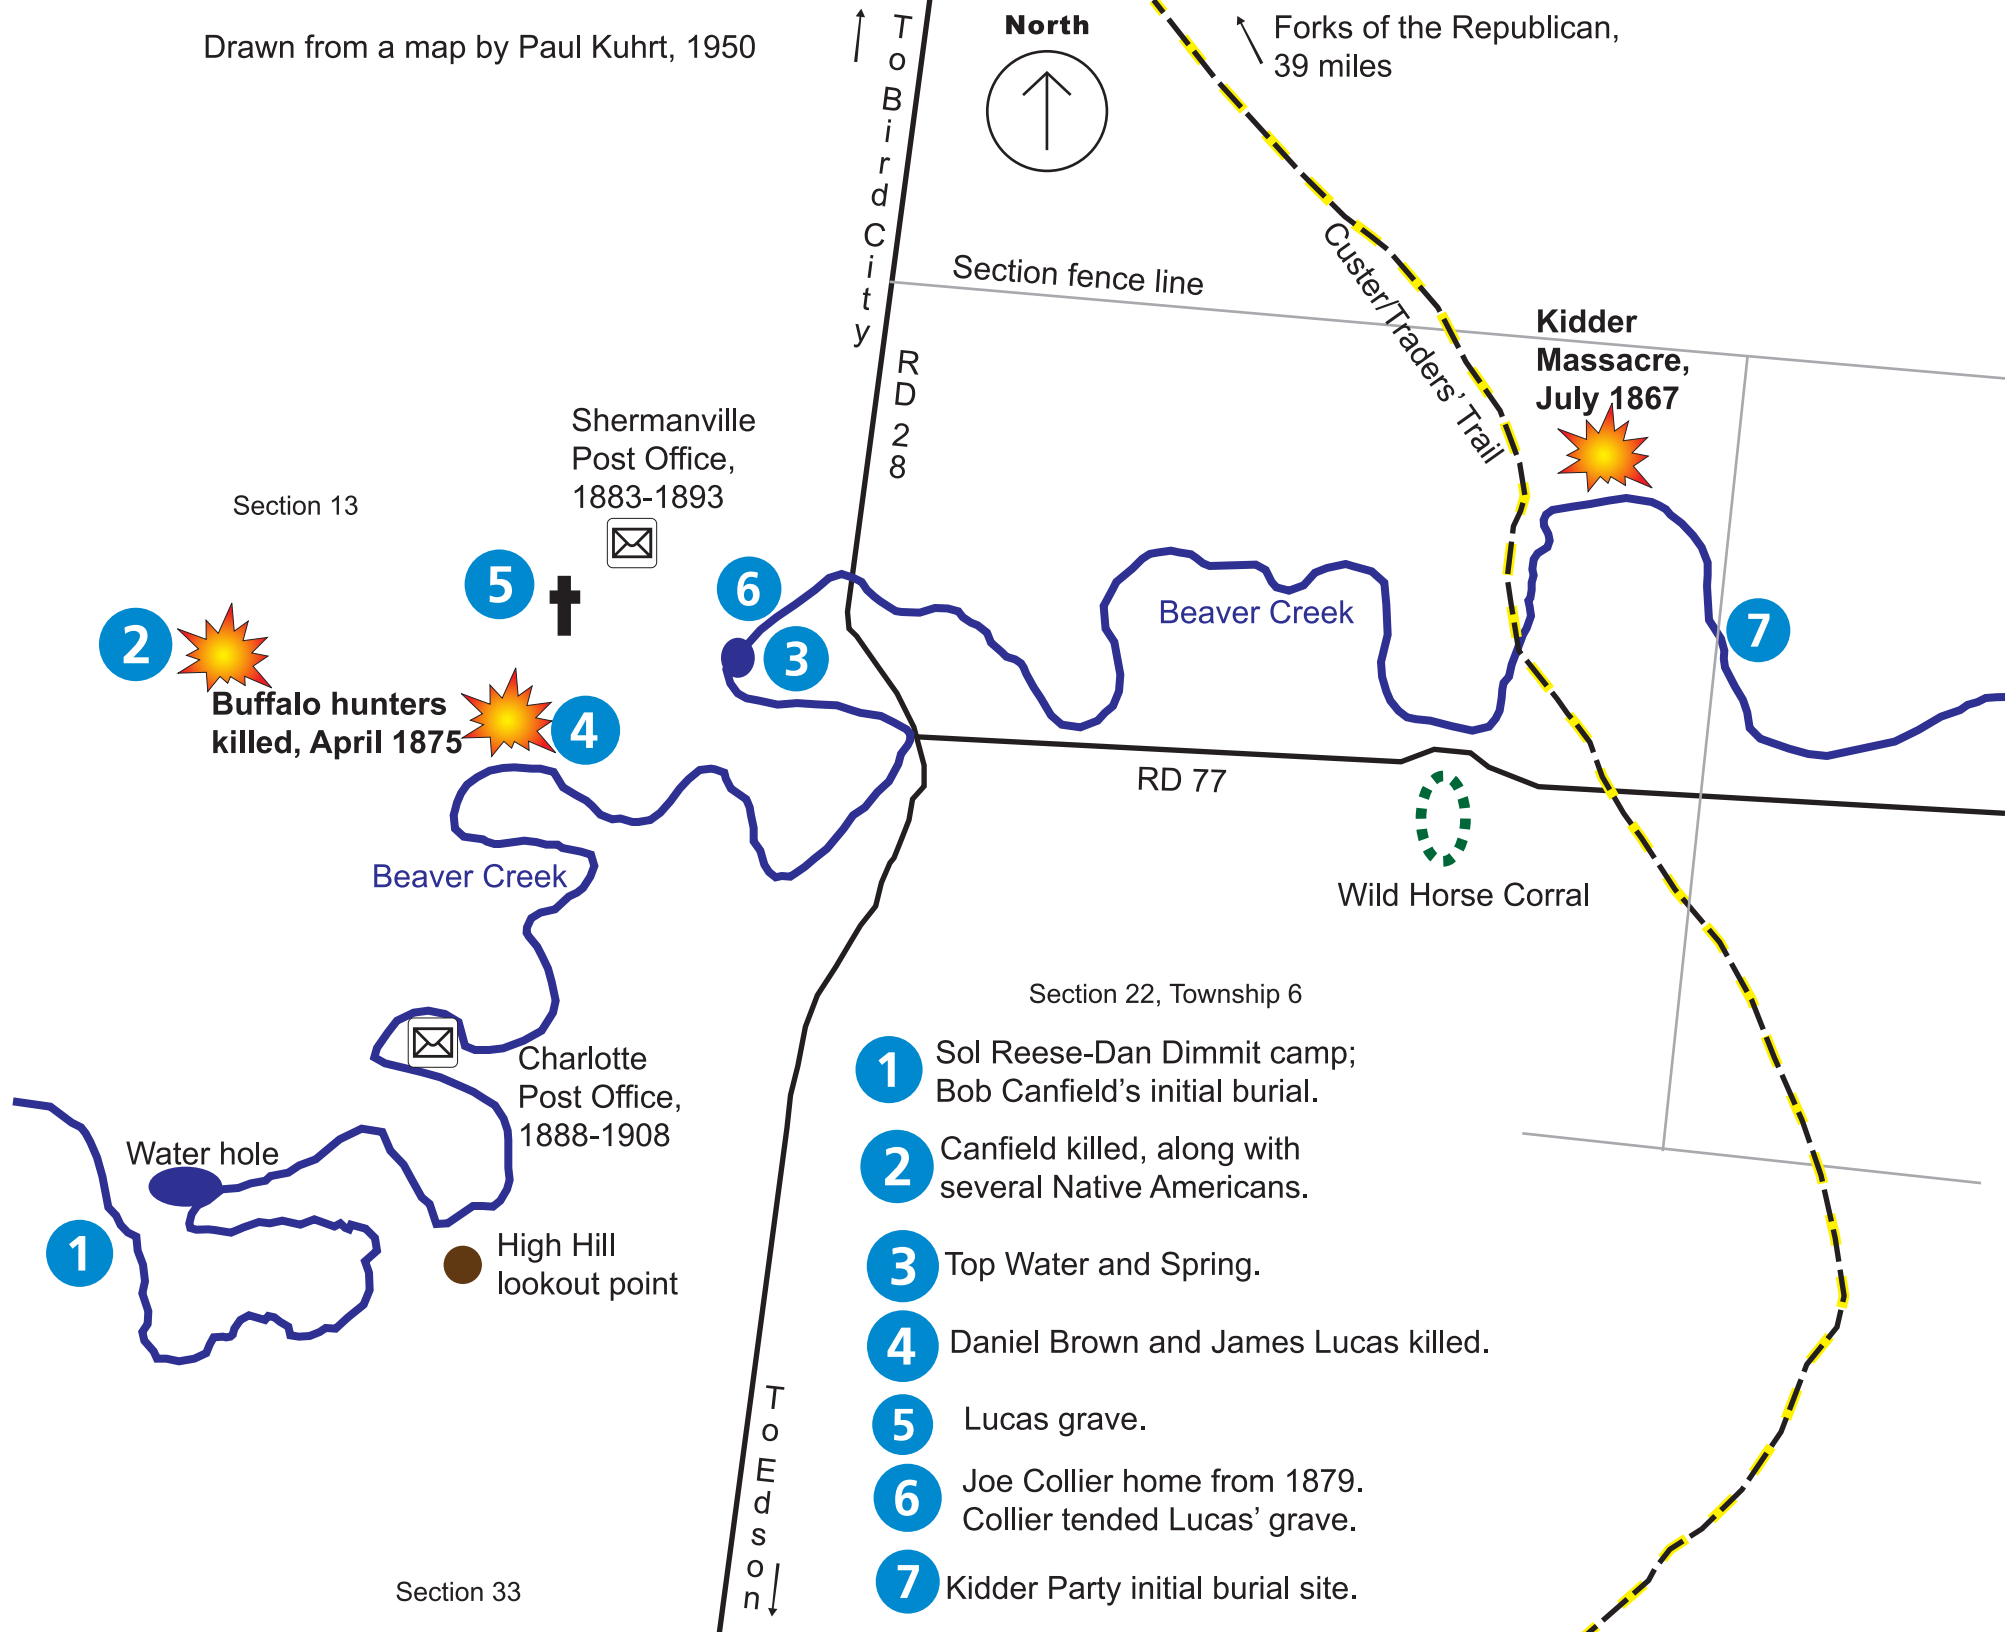 Drawn from a map by Paul Kuhrt, 1950
To Bird City
North
Forks of the Republican,
39 miles
Section fence line
Custer/Traders’ Trail
Kidder
Massacre,
July 1867
RD 28
Shermanville
Post Office,
1883-1893
Section 13
5
6
2
3
7
Beaver Creek
Buffalo hunters
killed, April 1875
4
RD 77
Beaver Creek
Wild Horse Corral
Charlotte
Post Office,
1888-1908
Water hole
1
High Hill
lookout point
Section 22, Township 6
1 Sol Reese-Dan Dimmit camp;
Bob Canfield’s initial burial.
2 Canfield killed, along with
several Native Americans.
3 Top Water and Spring.
4 Daniel Brown and James Lucas killed.
5 Lucas grave.
6 Joe Collier home from 1879.
Collier tended Lucas’ grave.
7 Kidder Party initial burial site.
To Edson
Section 33